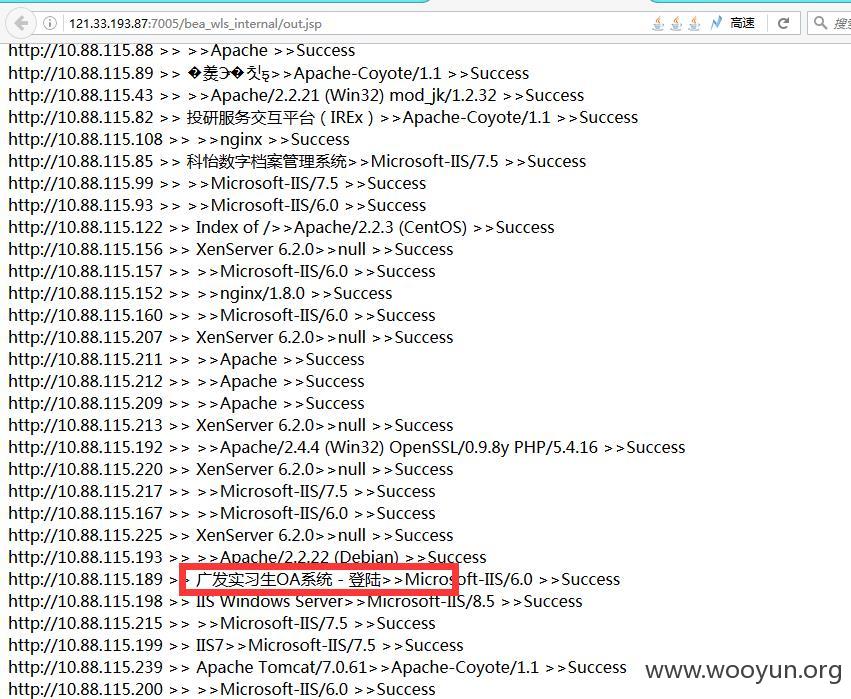 121.33.193.87:7005/bea_wls_internal/out.jsp 高速
http://10.88.115.88 >> >>Apache >>Success
http://10.88.115.89 >> >>Apache-Coyote/1.1 >>Success
http://10.88.115.43 >> >>Apache/2.2.21 (Win32) mod_jk/1.2.32 >>Success
http://10.88.115.82 >> 投研服务交互平台（IREx）>>Apache-Coyote/1.1 >>Success
http://10.88.115.108 >> >>nginx >>Success
http://10.88.115.85 >> 科怡数字档案管理系统>>Microsoft-IIS/7.5 >>Success
http://10.88.115.99 >> >>Microsoft-IIS/7.5 >>Success
http://10.88.115.93 >> >>Microsoft-IIS/6.0 >>Success
http://10.88.115.122 >> Index of />>Apache/2.2.3 (CentOS) >>Success
http://10.88.115.156 >> XenServer 6.2.0>>null >>Success
http://10.88.115.157 >> >>Microsoft-IIS/6.0 >>Success
http://10.88.115.152 >> >>nginx/1.8.0 >>Success
http://10.88.115.160 >> >>Microsoft-IIS/6.0 >>Success
http://10.88.115.207 >> XenServer 6.2.0>>null >>Success
http://10.88.115.211 >> >>Apache >>Success
http://10.88.115.212 >> >>Apache >>Success
http://10.88.115.209 >> >>Apache >>Success
http://10.88.115.213 >> XenServer 6.2.0>>null >>Success
http://10.88.115.192 >> >>Apache/2.4.4 (Win32) OpenSSL/0.9.8y PHP/5.4.16 >>Success
http://10.88.115.220 >> XenServer 6.2.0>>null >>Success
http://10.88.115.217 >> >>Microsoft-IIS/7.5 >>Success
http://10.88.115.167 >> >>Microsoft-IIS/6.0 >>Success
http://10.88.115.225 >> XenServer 6.2.0>>null >>Success
http://10.88.115.193 >> >>Apache/2.2.22 (Debian) >>Success
http://10.88.115.189 >> 广发实习生OA系统 - 登陆>>Microsoft-IIS/6.0 >>Success
http://10.88.115.198 >> IIS Windows Server>>Microsoft-IIS/8.5 >>Success
http://10.88.115.215 >> >>Microsoft-IIS/7.5 >>Success
http://10.88.115.199 >> IIS7>>Microsoft-IIS/7.5 >>Success
http://10.88.115.239 >> Apache Tomcat/7.0.61>>Apache-Coyote/1.1 >>Success
http://10.88.115.200 >> >>Microsoft-IIS/6.0 >>Success
www.wooyun.org